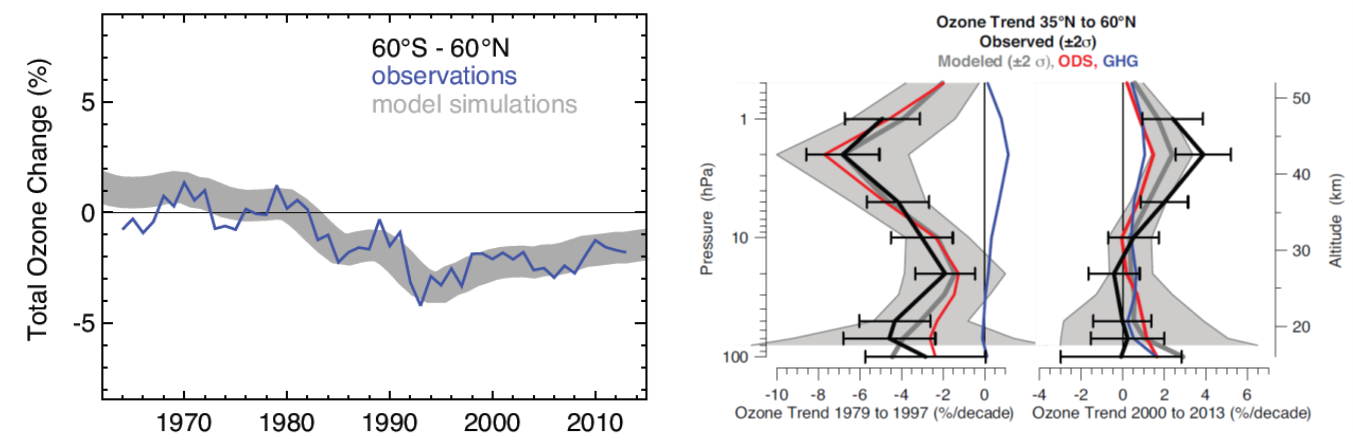 Total Ozone Change (%)
5
0
-5
60°S - 60°N
observations
model simulations
1970 1980 1990 2000 2010
Ozone Trend 35°N to 60°N
Observed (±2σ)
Modeled (±2 σ), ODS, GHG
Pressure (hPa)
1
10
100
50
40
30
20
Altitude (km)
-10 -8 -6 -4 -2 0 -4 -2 0 2 4 6
Ozone Trend 1979 to 1997 (%/decade) Ozone Trend 2000 to 2013 (%/decade)